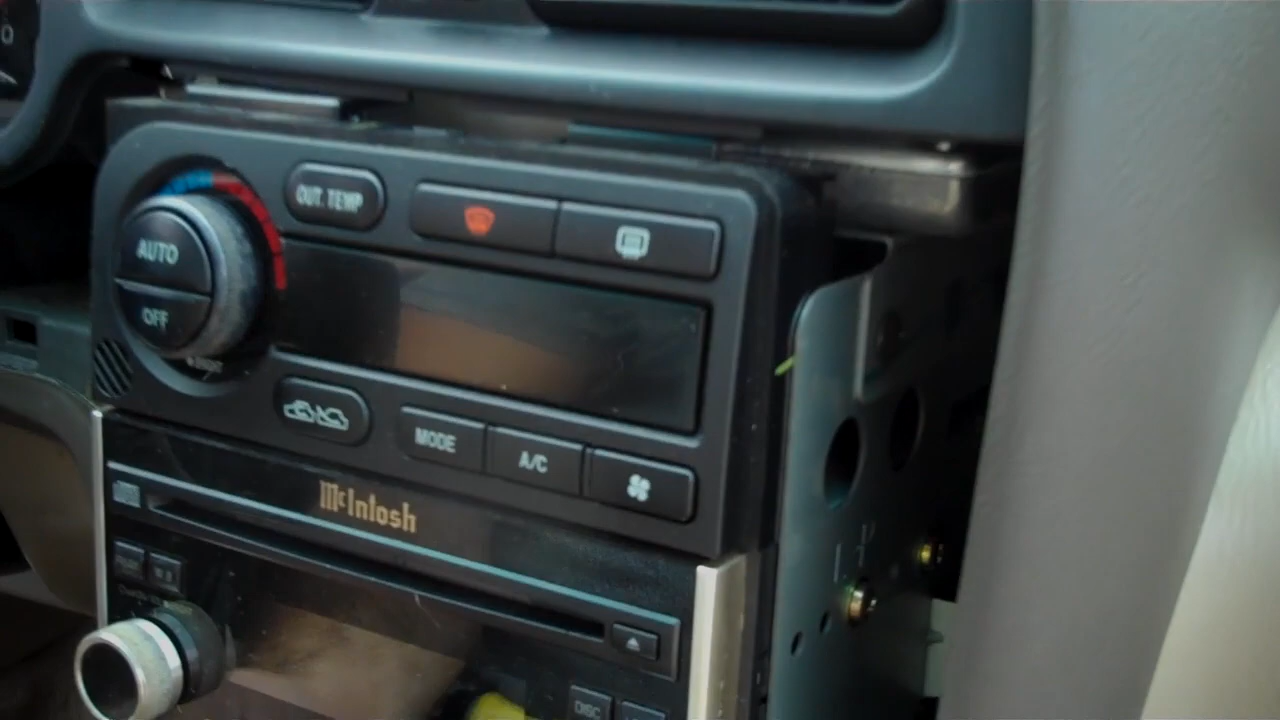 OUT. TEMP
AUTO
OFF
MODE
A/C
McIntosh
DISC